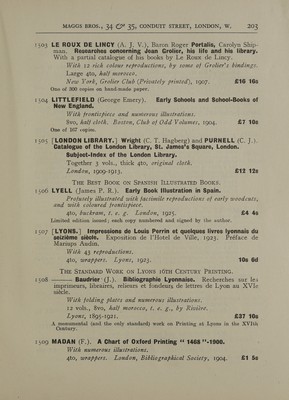 MAGGS BROS., 34 & 35, CONDUIT STREET, LONDON, W. 203
1503 LE ROUX DE LINCY (A. J. V.), Baron Roger Portalis, Carolyn Ship-
man. Researches concerning Jean Grolier, his life and his library.
With a partial catalogue of his books by Le Roux de Lincy.
With 12 rich colour reproductions, by some of Grolier's bindings.
Large 4to, half morocco.
New York, Grolier Club (Privately printed), 1907. £16 16s
One of 300 copies on hand-made paper.
1504 LITTLEFIELD (George Emery). Early Schools and School-Books of
New England.
With frontispiece and numerous illustrations.
8vo, half cloth. Boston, Club of Odd Volumes, 1904. £7 10s
One of 167 copies.
1505 [LONDON LIBRARY.] Wright (C. T. Hagberg) and PURNELL (C. J.).
Catalogue of the London Library, St. James's Square, London.
Subject-Index of the London Library.
Together 3 vols., thick 4to, original cloth.
London, 1909-1913. £12 12s
THE BEST BOOK ON SPANISH ILLUSTRATED BOOKS.
1506 LYELL (James P. R.). Early Book Illustration in Spain.
Profusely illustrated with facsimile reproductions of early woodcuts,
and with coloured frontispiece.
4to, buckram, t. e. g. London, 1925. £4 4s
Limited edition issued; each copy numbered and signed by the author.
1507 [LYONS.] Impressions de Louis Perrin et quelques livres lyonnais du
seizième siècle. Exposition de l'Hotel de Ville, 1923. Préface de
Marius Audin.
With 43 reproductions.
4to, wrappers. Lyons, 1923. 10s 6d
THE STANDARD WORK ON LYONS 16TH CENTURY PRINTING.
1508 ——— Baudrier (J.). Bibliographie Lyonnaise. Recherches sur les
imprimeurs, libraires, relieurs et fondeurs de lettres de Lyon au XVIe
siècle.
With folding platts and numerous illustrations.
12 vols., 8vo, half morocco, t. e. g., by Rivière.
Lyons, 1895-1921. £37 10s
A monumental (and the only standard) work on Printing at Lyons in the XVIth
Century.
1509 MADAN (F.). A Chart of Oxford Printing "1468"-1900.
With numerous illustrations.
4to, wrappers. London, Bibliographical Society, 1904. £1 5s